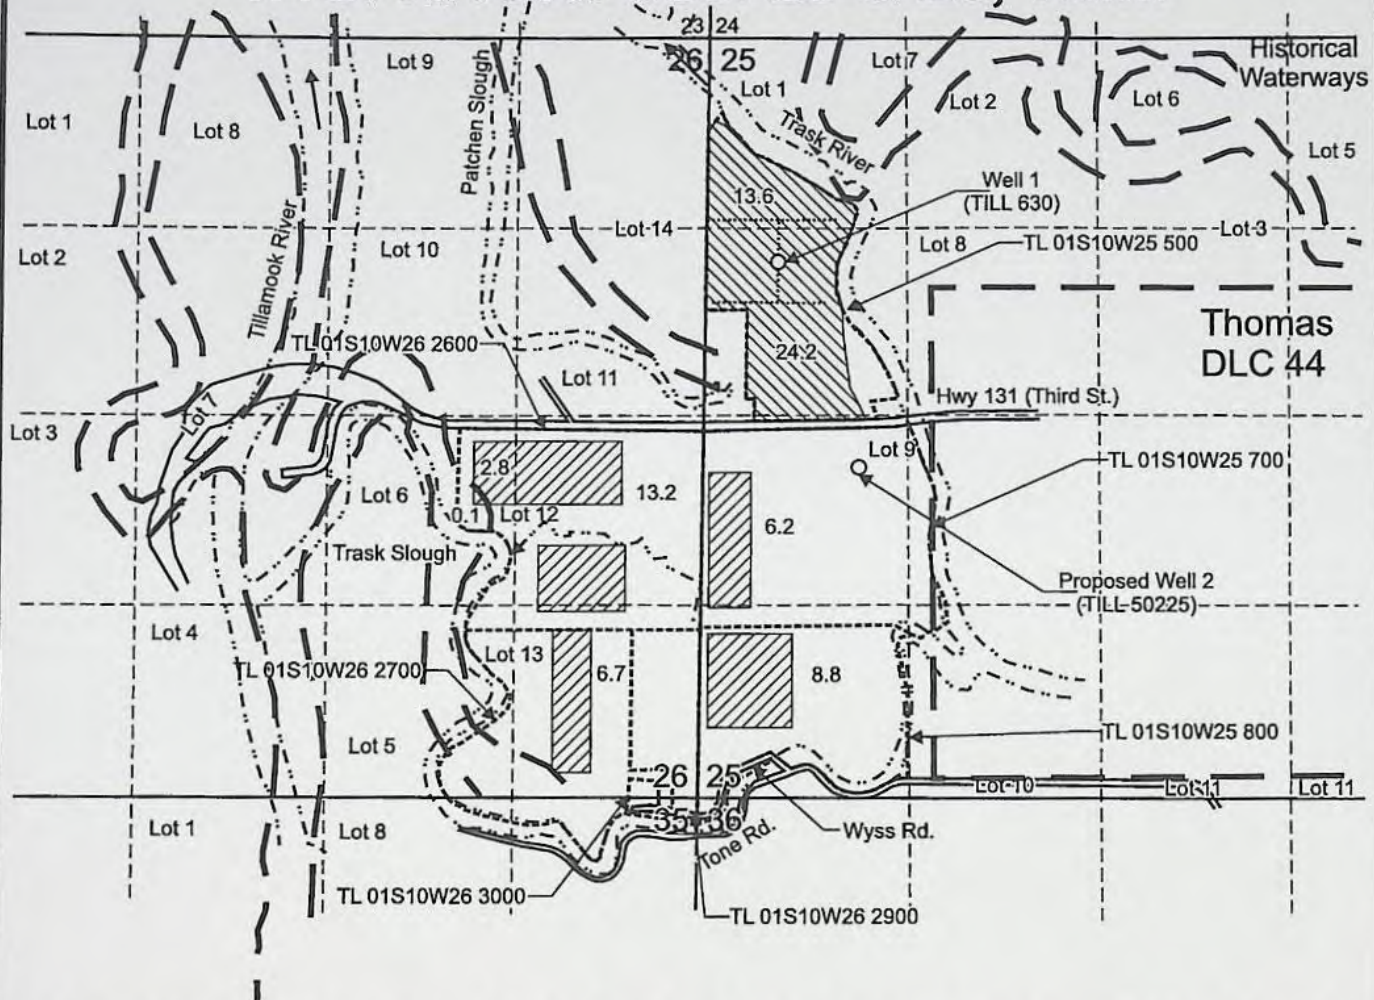 23 24
26 25
Historical
Waterways
Lot 9
Lot 7
Lot 1
Lot 2
Lot 6
Lot 1
Lot 8
Patchen Slough
Trask River
Lot 5
13.6
Well 1
(TILL 630)
Lot 14
Lot 8
TL 01S10W25 500
Lot 3
Lot 2
Lot 10
Tillamook River
TL 01S10W26 2600
24.2
Thomas
DLC 44
Lot 11
Hwy 131 (Third St.)
Lot 7
Lot 3
Lot 9
2.8
13.2
TL 01S10W25 700
Lot 6
0.1
Lot 12
6.2
Trask Slough
Proposed Well 2
(TILL 50225)
Lot 4
Lot 13
TL 01S10W26 2700
6.7
8.8
Lot 5
TL 01S10W25 800
26 25
Lot 10
Lot 11
Lot 11
35 36
Lot 1
Lot 8
Tone Rd.
Wyss Rd.
TL 01S10W26 3000
TL 01S10W26 2900